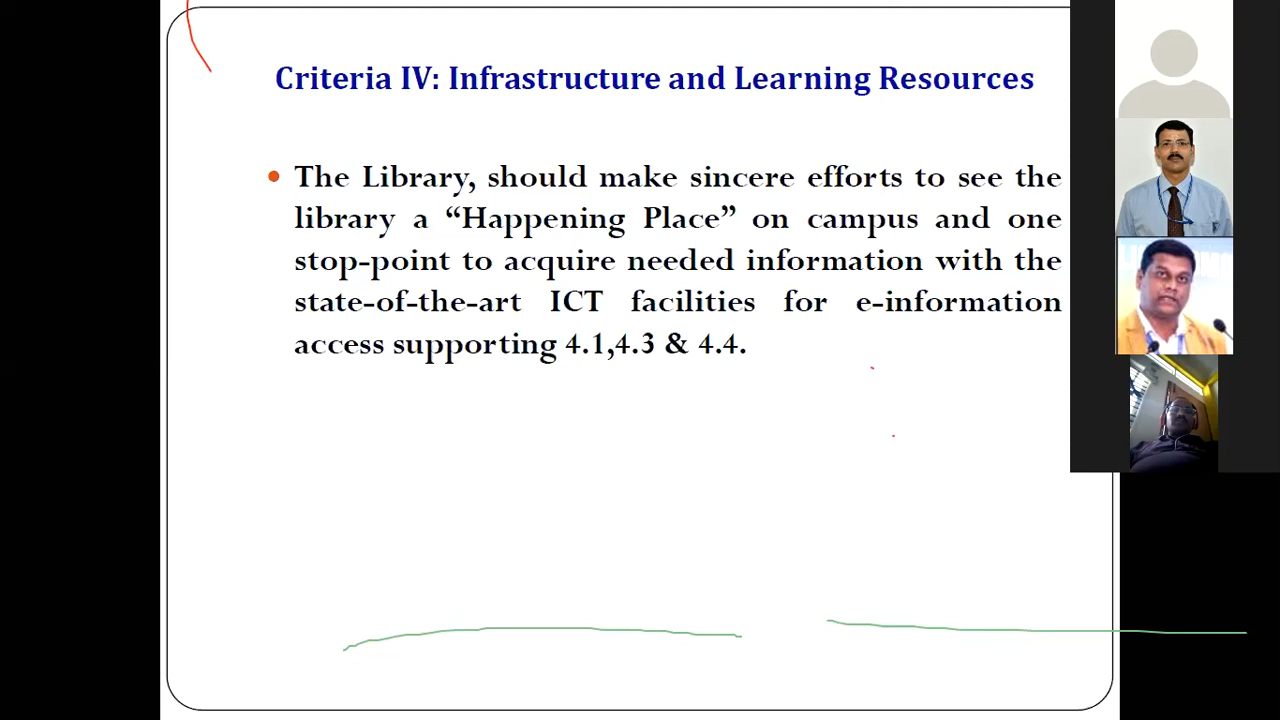 Criteria IV: Infrastructure and Learning Resources
The Library, should make sincere efforts to see the
library a “Happening Place” on campus and one
stop-point to acquire needed information with the
state-of-the-art ICT facilities for e-information
access supporting 4.1,4.3 & 4.4.